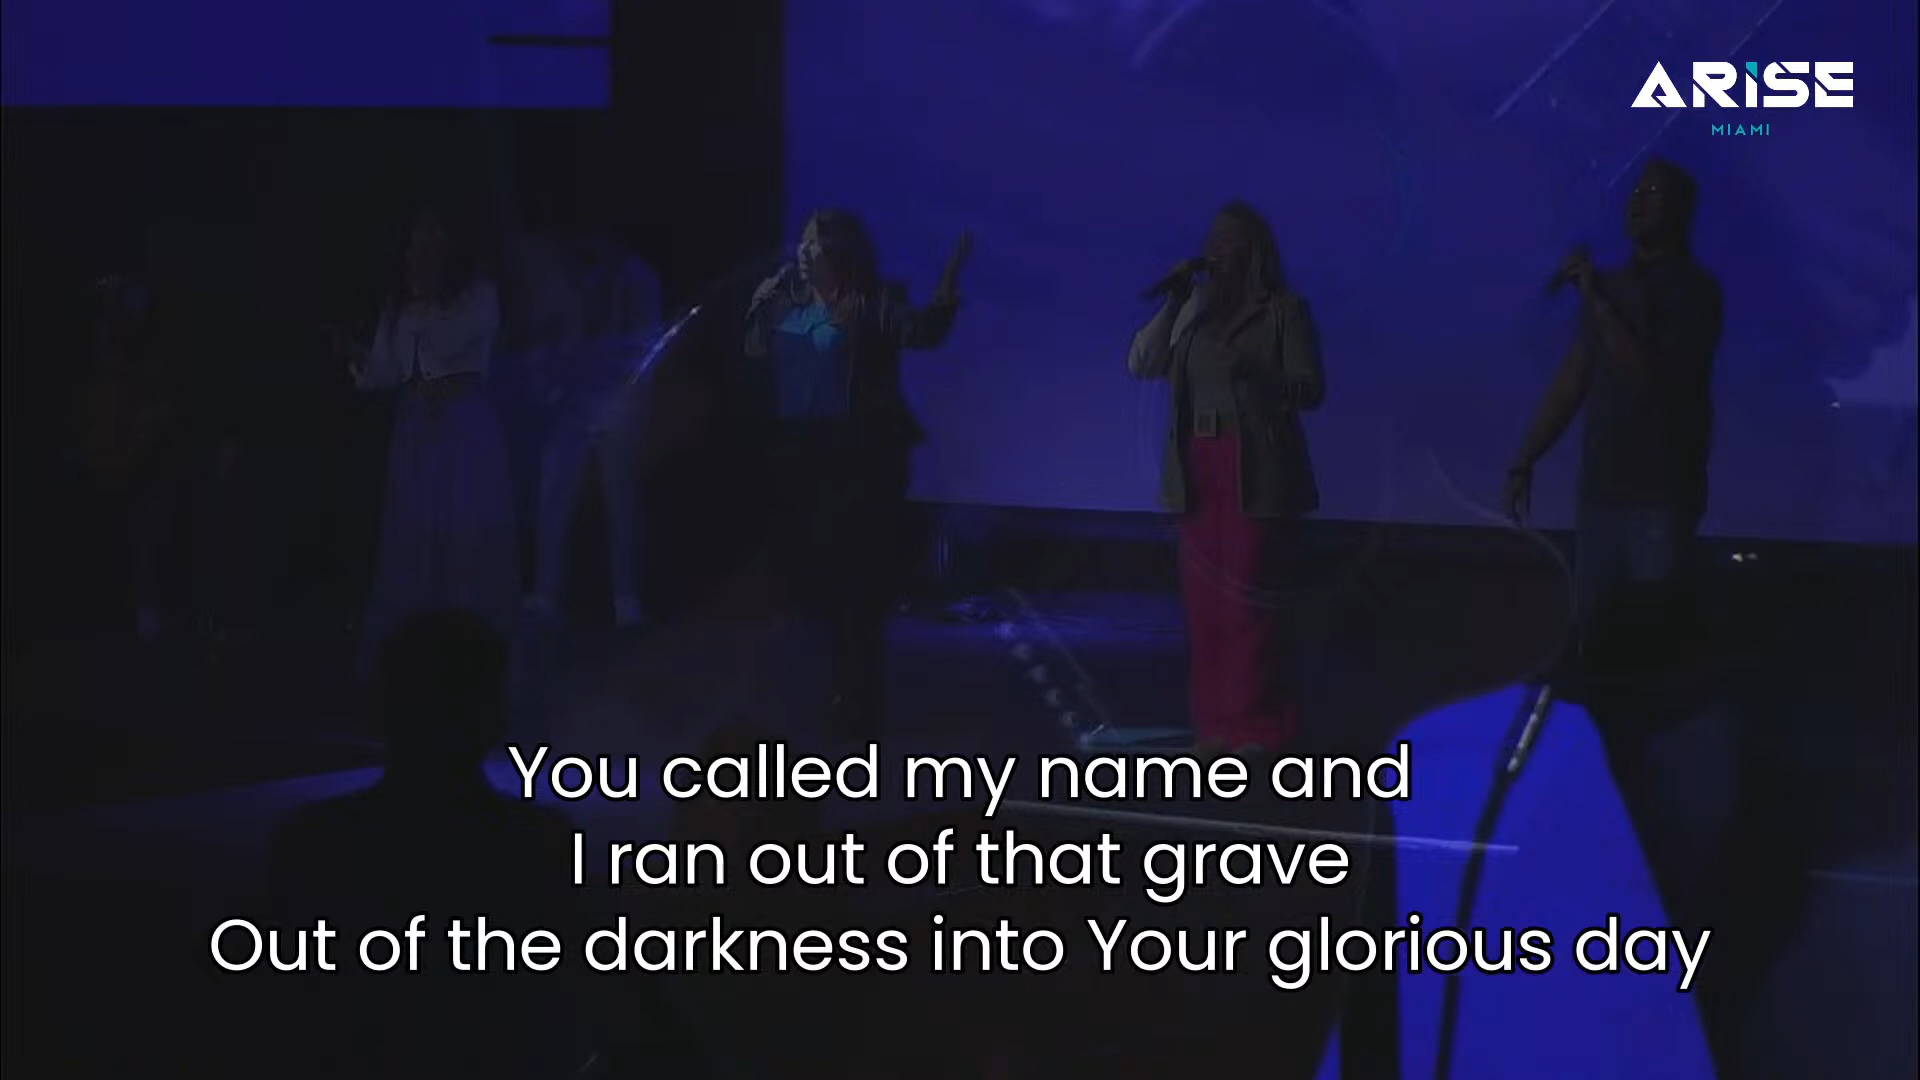 ARISE
MIAMI
You called my name and
I ran out of that grave
Out of the darkness into Your glorious day